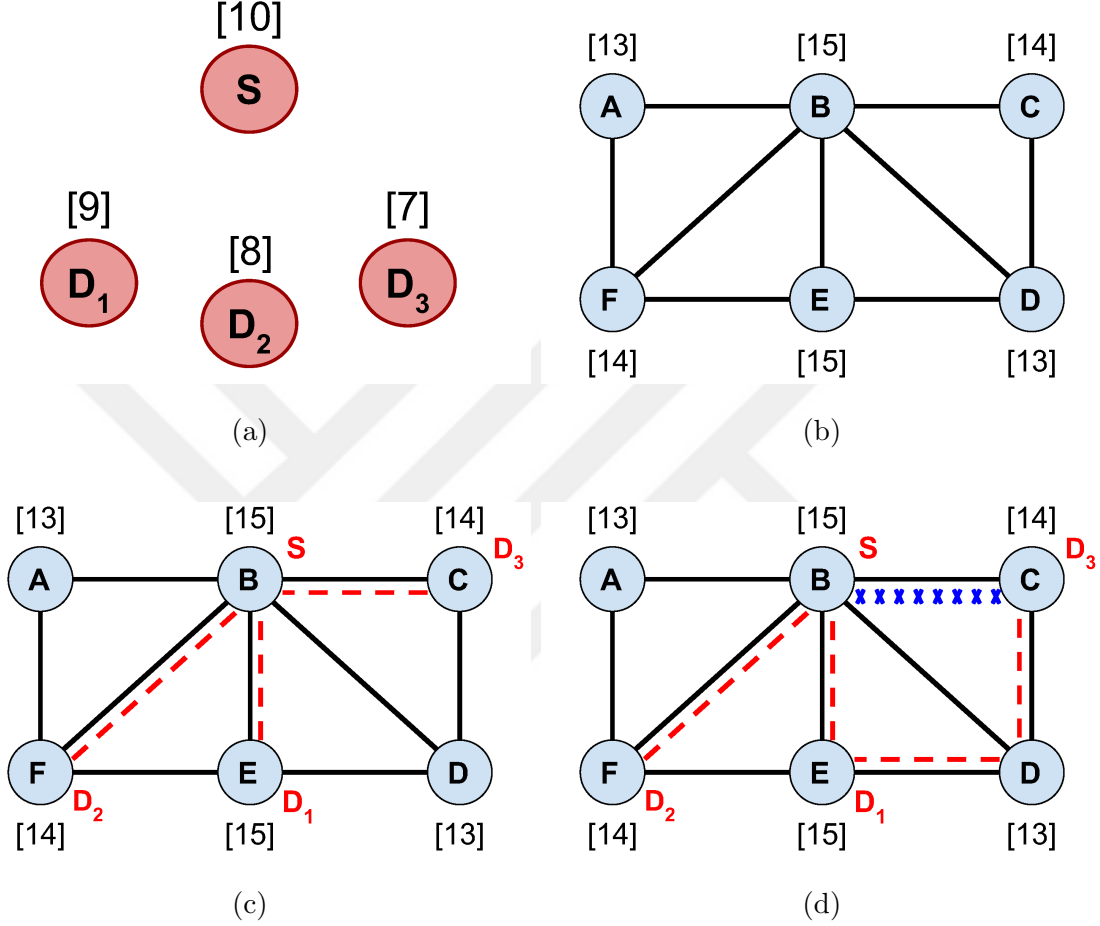 [10]
S
[9]
[7]
[8]
D1
D2
D3
(a)
[13] [15] [14]
A B C
F E D
[14] [15] [13]
(b)
[13] [15] [14]
S D3
A B C
F E D
D2 D1
[14] [15] [13]
(c)
[13] [15] [14]
S D3
A B C
F E D
D2 D1
[14] [15] [13]
(d)